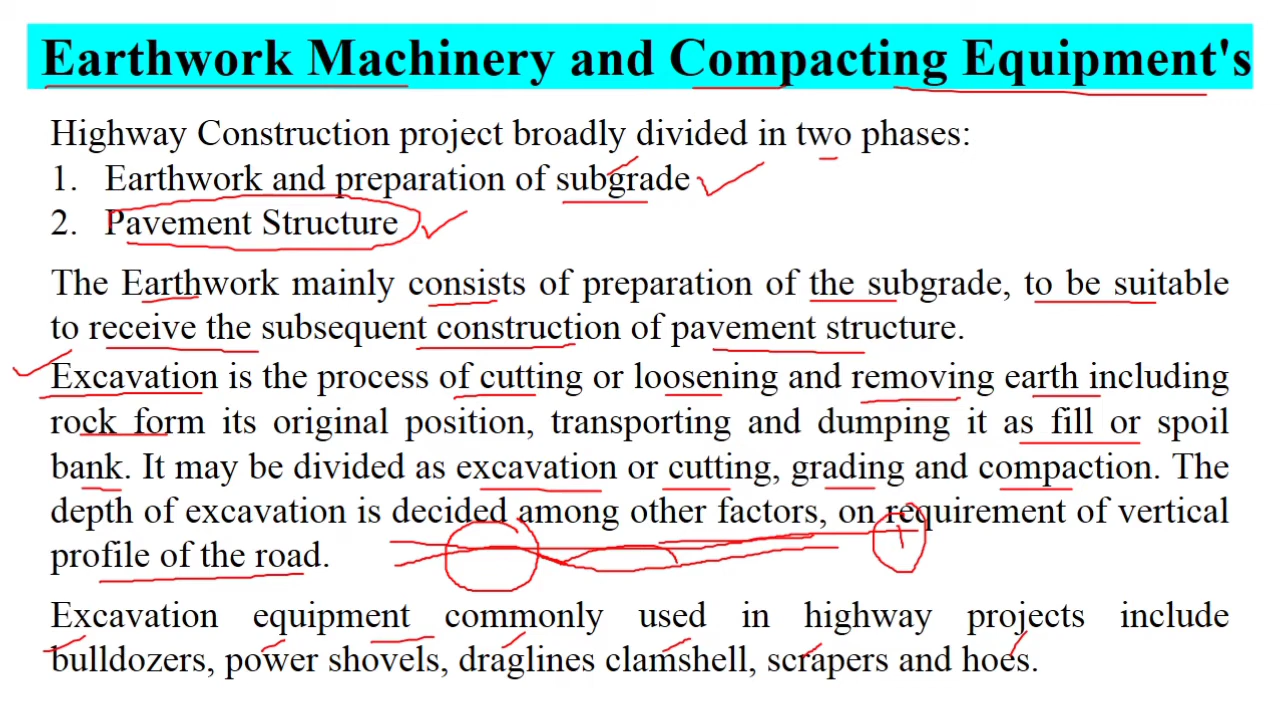 Earthwork Machinery and Compacting Equipment's
Highway Construction project broadly divided in two phases:
1. Earthwork and preparation of subgrade
2. Pavement Structure
The Earthwork mainly consists of preparation of the subgrade, to be suitable
to receive the subsequent construction of pavement structure.
Excavation is the process of cutting or loosening and removing earth including
rock form its original position, transporting and dumping it as fill or spoil
bank. It may be divided as excavation or cutting, grading and compaction. The
depth of excavation is decided among other factors, on requirement of vertical
profile of the road.
Excavation equipment commonly used in highway projects include
bulldozers, power shovels, draglines clamshell, scrapers and hoes.